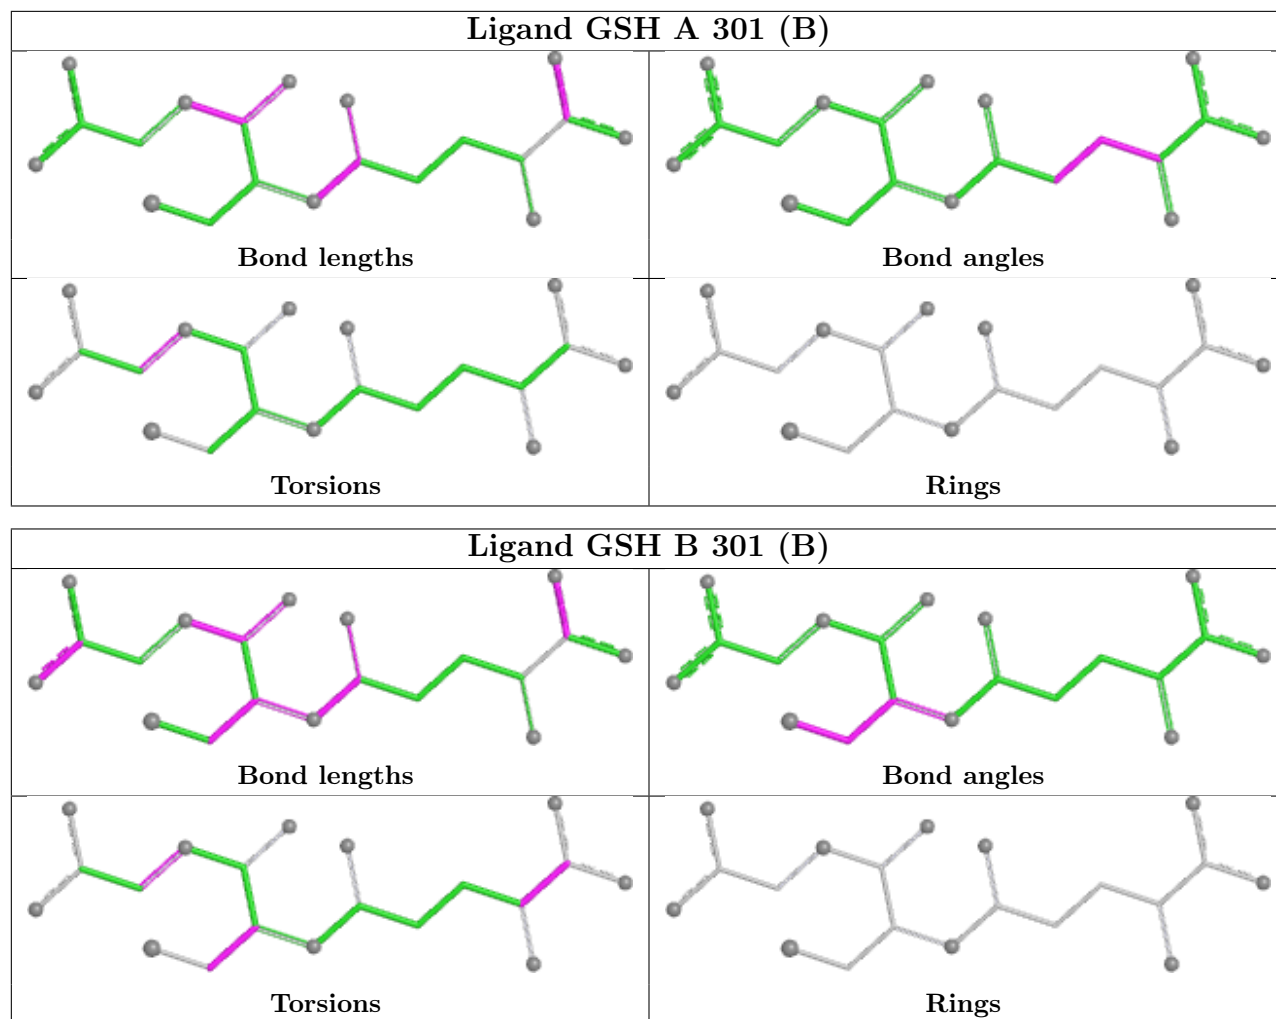 Ligand GSH A 301 (B)
Bond lengths
Bond angles
Torsions
Rings
Ligand GSH B 301 (B)
Bond lengths
Bond angles
Torsions
Rings